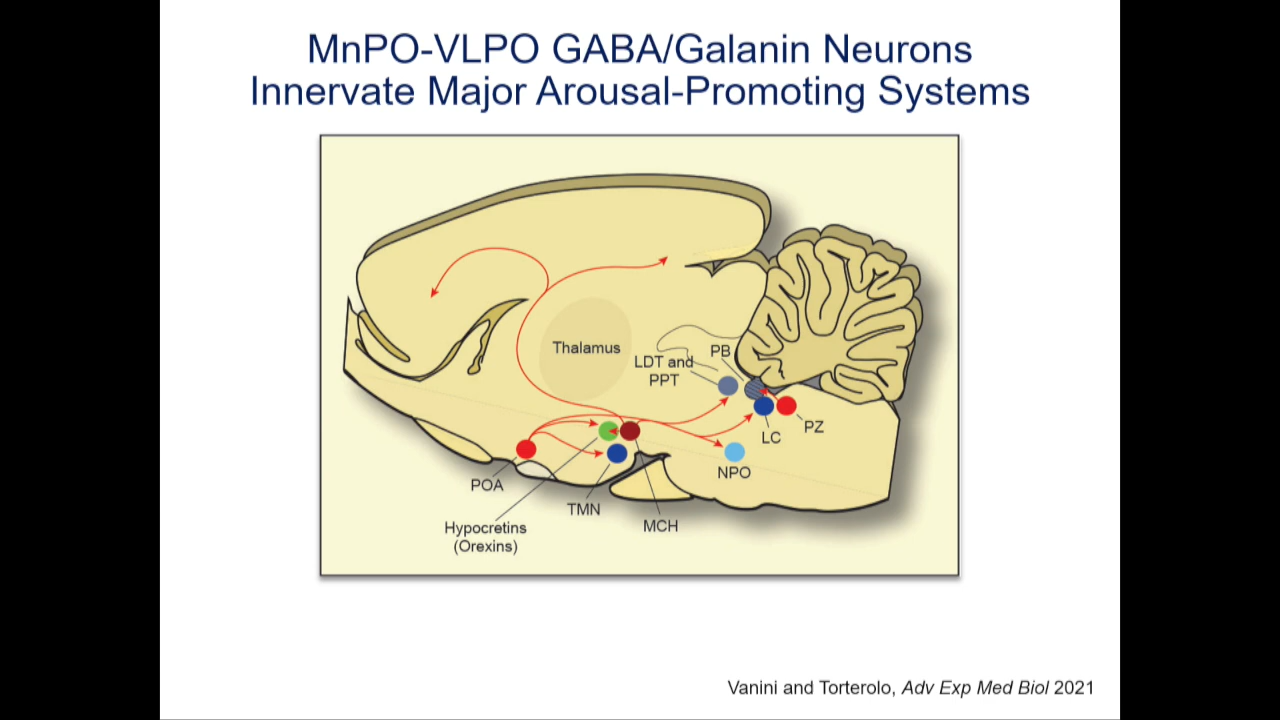 MnPO-VLPO GABA/Galanin Neurons
Innervate Major Arousal-Promoting Systems
Thalamus
LDT and
PPT
PB
PZ
LC
NPO
POA
TMN
MCH
Hypocretins
(Orexins)
Vanini and Torterolo, Adv Exp Med Biol 2021